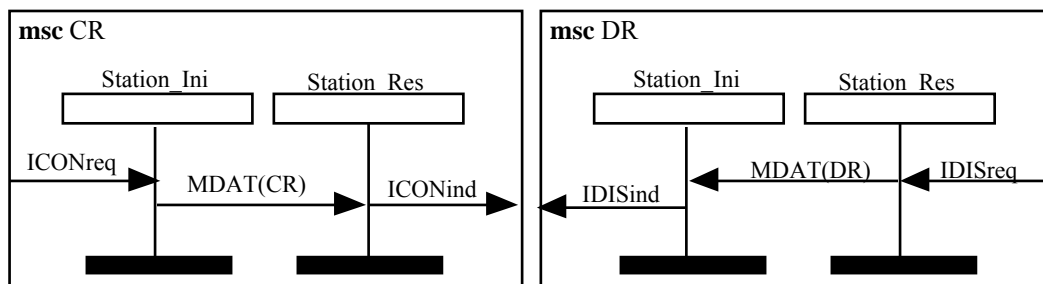 msc CR
Station_Ini
Station_Res
ICONreq
MDAT(CR)
ICONind
msc DR
Station_Ini
Station_Res
MDAT(DR)
IDISreq
IDISind